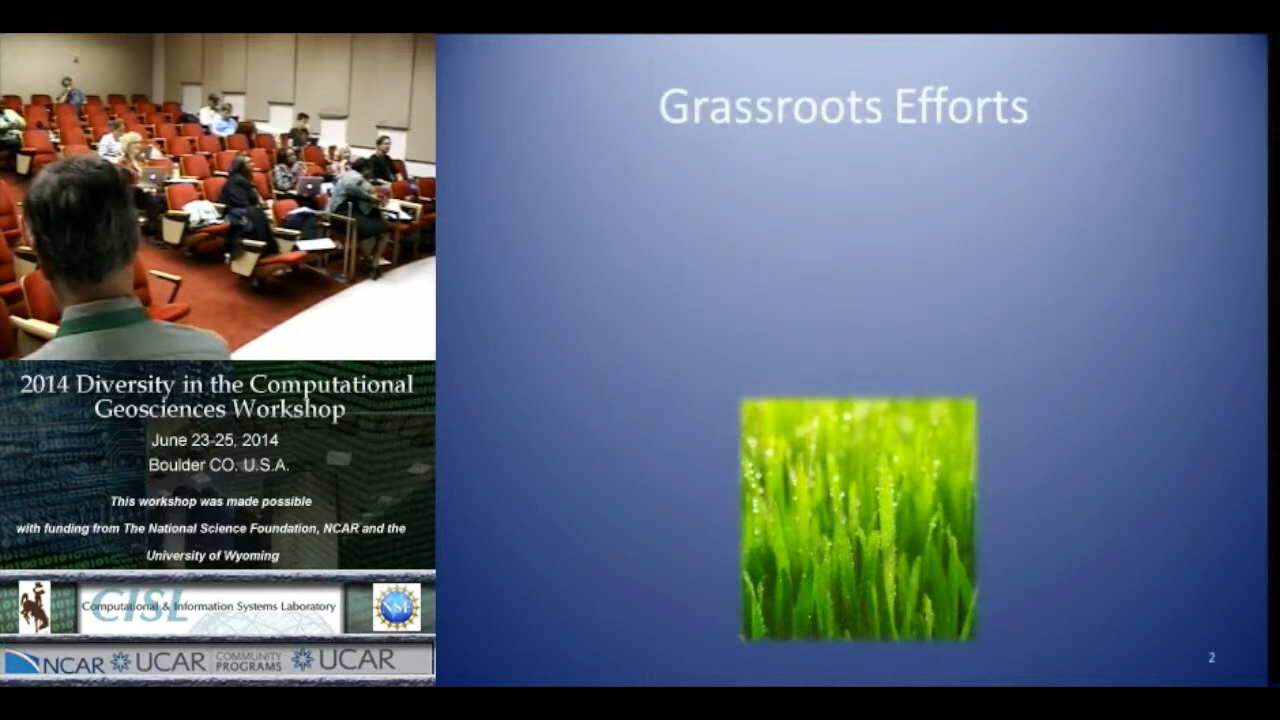 Grassroots Efforts
2014 Diversity in the Computational
Geosciences Workshop
June 23-25, 2014
Boulder CO. U.S.A.
This workshop was made possible
with funding from The National Science Foundation, NCAR and the
University of Wyoming
CISL
Computational & Information Systems Laboratory
NSF
NCAR UCAR COMMUNITY PROGRAMS UCAR
2